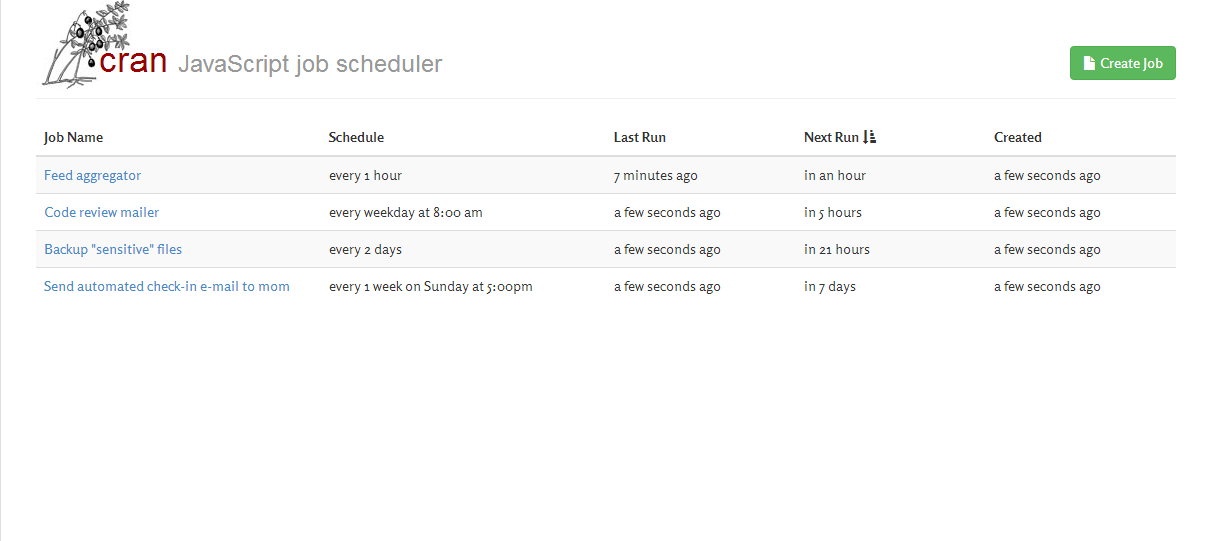 cran JavaScript job scheduler
Create Job
Job Name Schedule Last Run Next Run Created
Feed aggregator every 1 hour 7 minutes ago in an hour a few seconds ago
Code review mailer every weekday at 8:00 am a few seconds ago in 5 hours a few seconds ago
Backup "sensitive" files every 2 days a few seconds ago in 21 hours a few seconds ago
Send automated check-in e-mail to mom every 1 week on Sunday at 5:00pm a few seconds ago in 7 days a few seconds ago